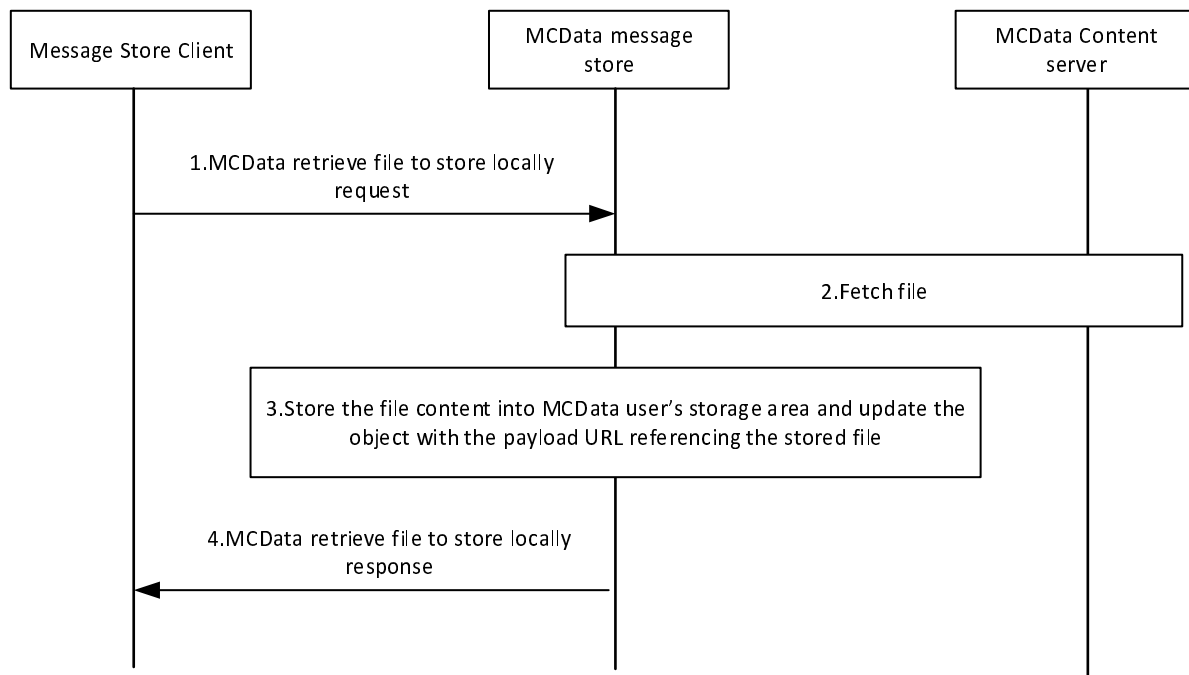 Message Store Client
MCData message
store
MCData Content
server
1.MCData retrieve file to store locally
request
2.Fetch file
3.Store the file content into MCData user’s storage area and update the
object with the payload URL referencing the stored file
4.MCData retrieve file to store locally
response